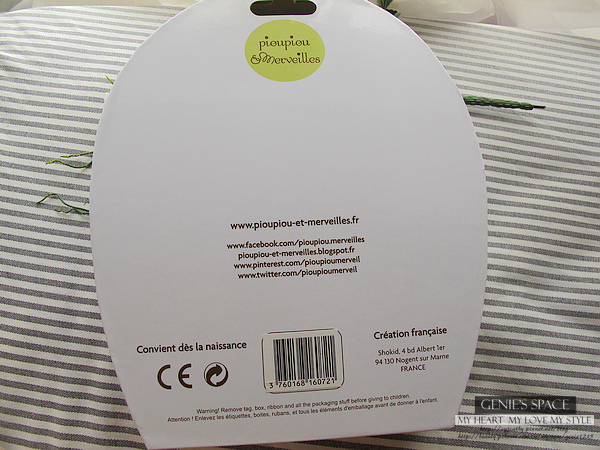 pioupiou
&Merveilles
www.pioupiou-et-merveilles.fr
www.facebook.com/pioupiou.merveilles
pioupiou-et-merveilles.blogspot.fr
www.pinterest.com/pioupioumerveil
www.twitter.com/pioupioumerveil
Convient dès la naissance
CE
3 760168 160721
Création française
Shokid, 4 bd Albert 1er
94 130 Nogent sur Marne
FRANCE
Warning! Remove tag, box, ribbon and all the packaging stuff before giving to children.
Attention ! Enlevez les étiquettes, boites, rubans, et tous les éléments d'emballage avant de donner à l'enfant.
GENIE'S SPACE
MY HEART MY LOVE MY STYLE